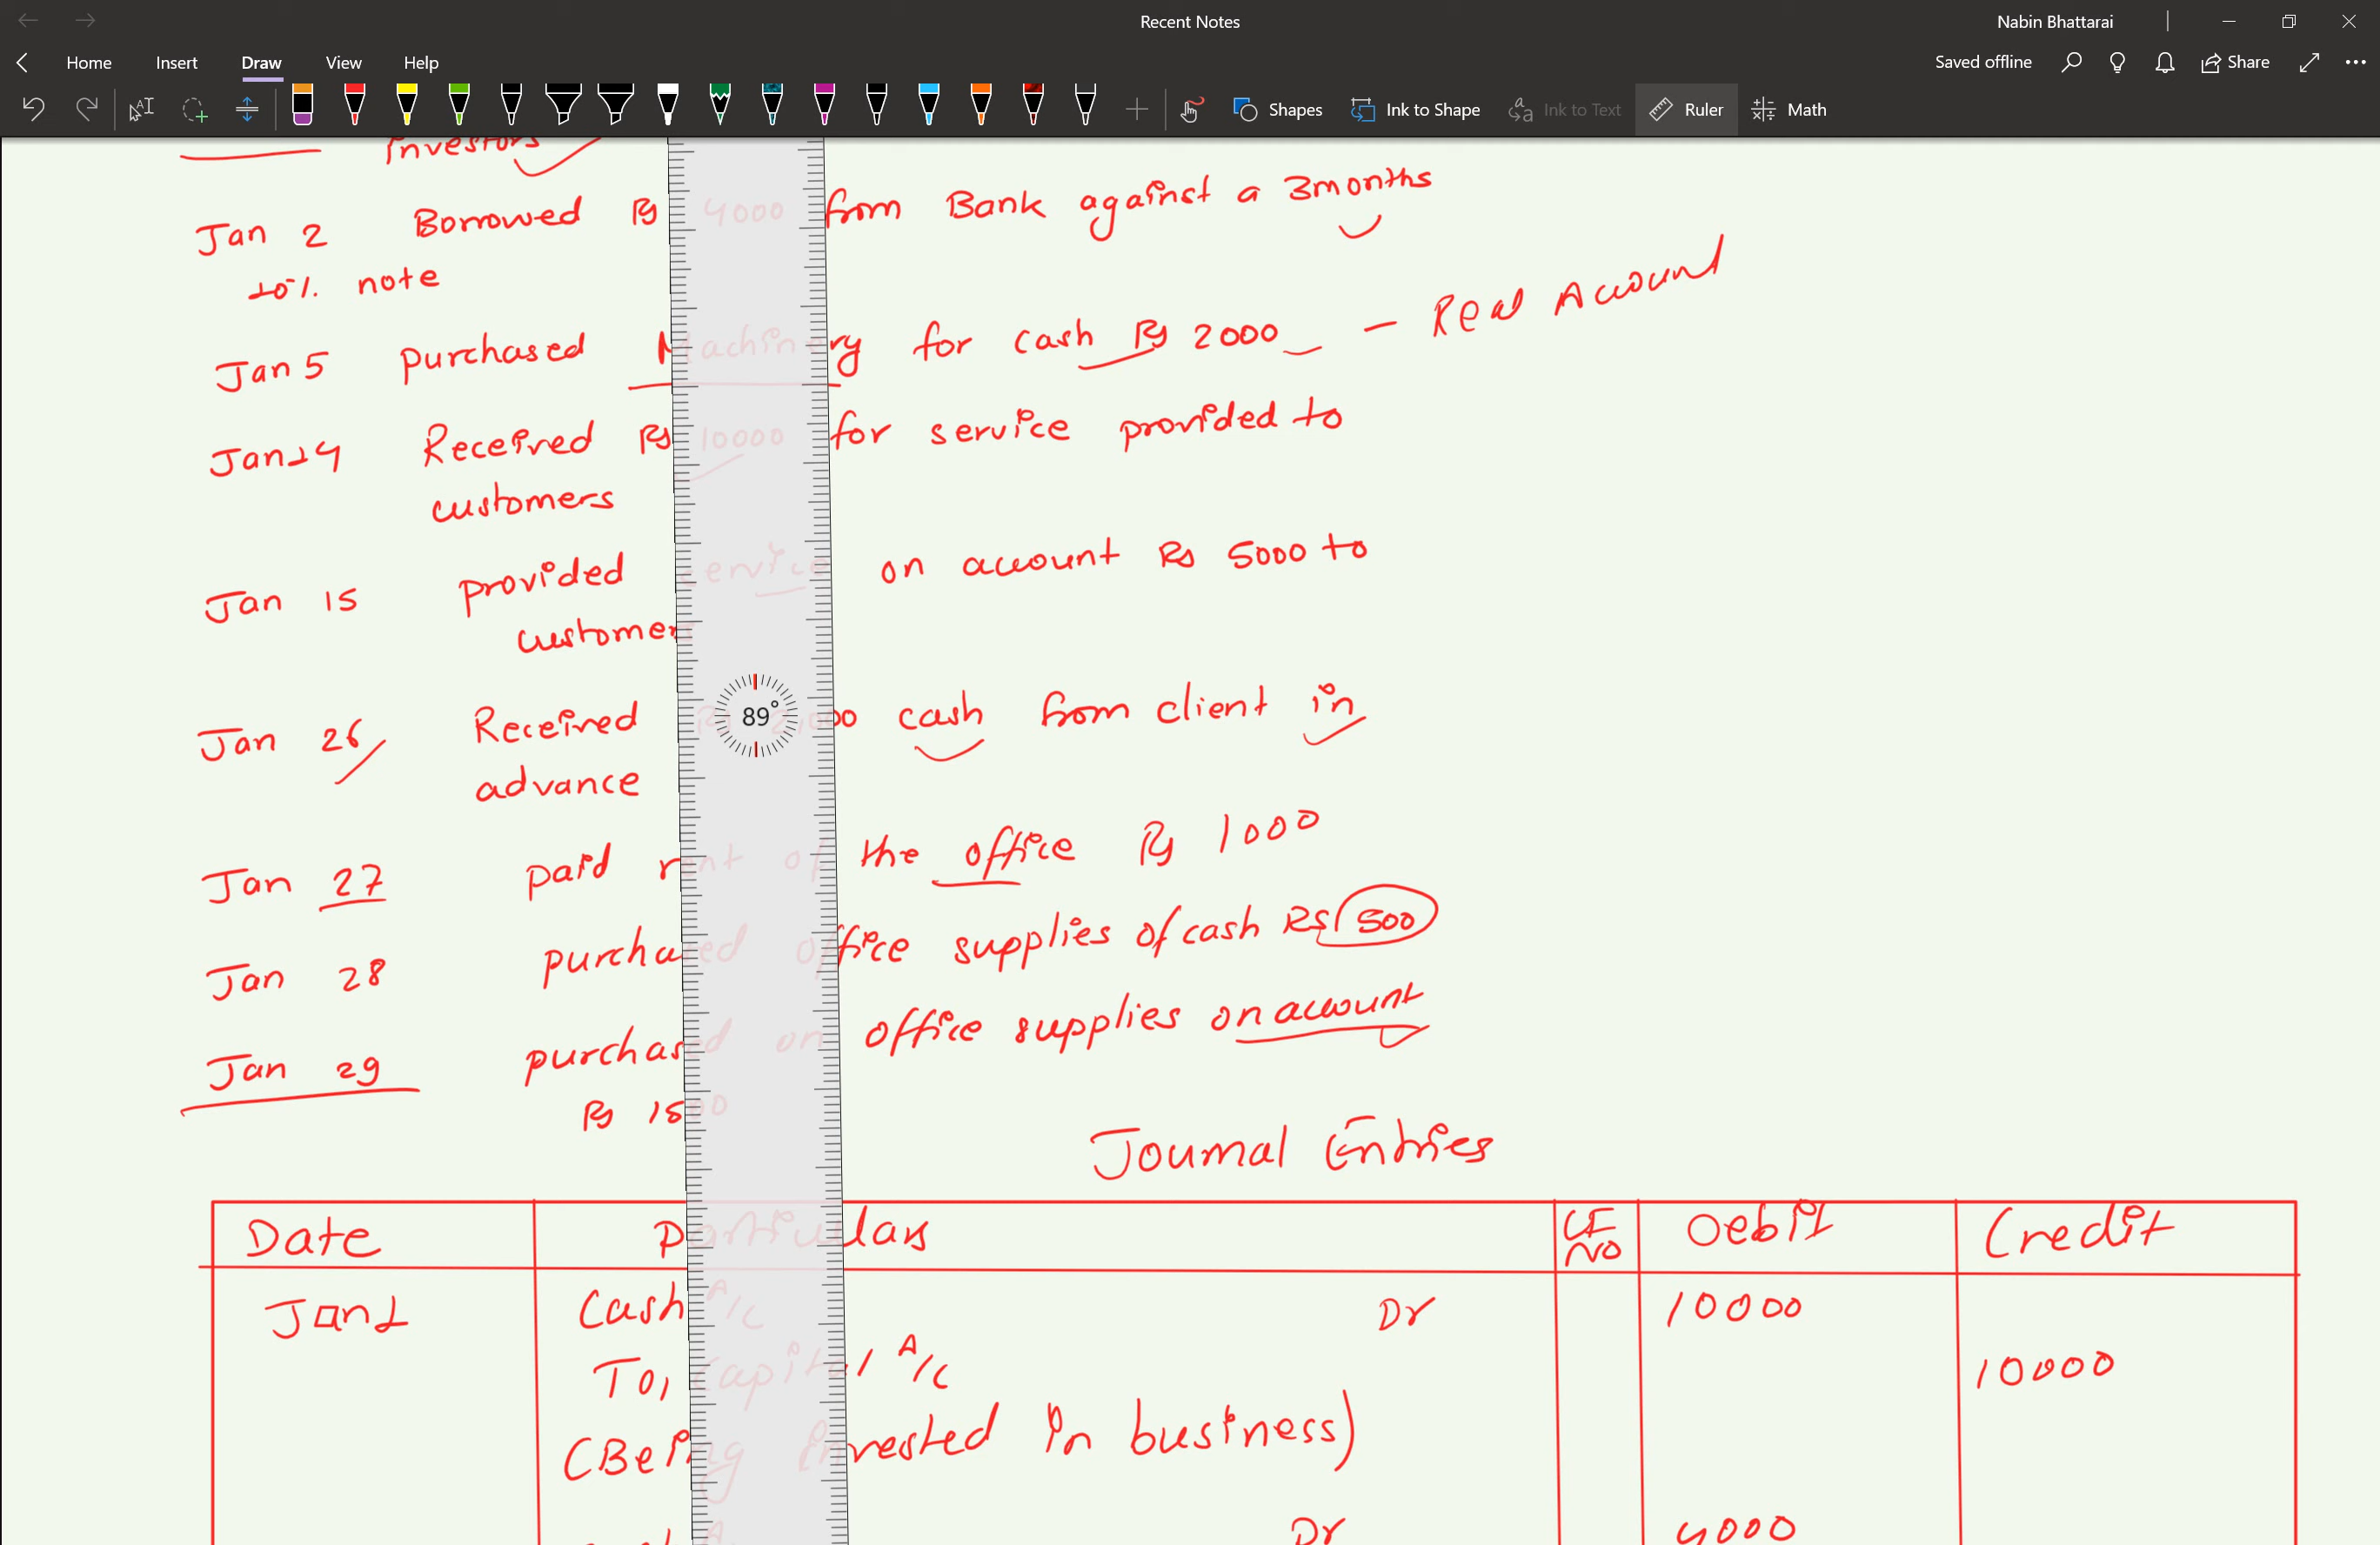 Recent Notes
Nabin Bhattarai
Home Insert Draw View Help
Saved offline
Share
Shapes Ink to Shape Ink to Text Ruler Math
Investors
Jan 2 Borrowed Rs 4000 from Bank against a 3months
10% note
Jan 5 purchased Machinery for cash Rs 2000 — Real Account
Jan 14 Received Rs 10000 for service provided to
customers
Jan 15 provided service on account Rs 5000 to
customers
89°
Jan 26 Received cash from client in
advance
Jan 27 paid rent of the office Rs 1000
Jan 28 purchased office supplies of cash Rs 500
Jan 29 purchased on office supplies on account
Rs 1500
Journal Entries
Date Particulars LF NO Debit Credit
Jan 1 Cash A/c Dr 10000
To, Capital A/c 10000
(Being invested in business)
Dr 4000